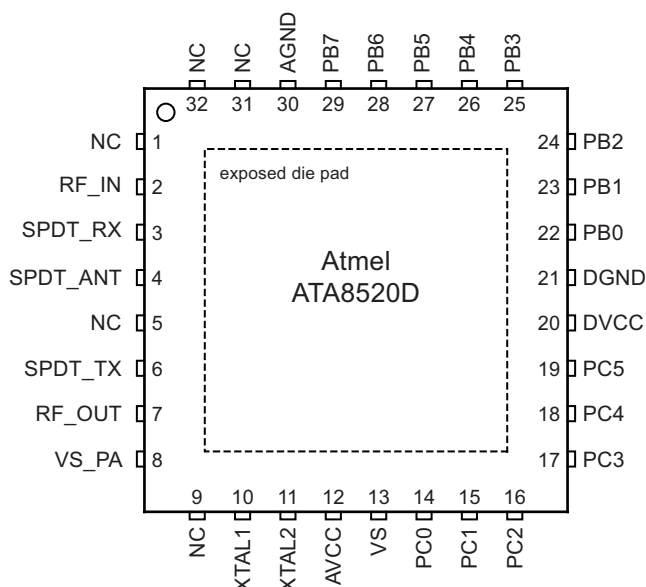 NC NC AGND PB7 PB6 PB5 PB4 PB3
32 31 30 29 28 27 26 25
NC 1 24 PB2
exposed die pad
RF_IN 2 23 PB1
SPDT_RX 3 22 PB0
Atmel
SPDT_ANT 4 21 DGND
ATA8520D
NC 5 20 DVCC
SPDT_TX 6 19 PC5
RF_OUT 7 18 PC4
VS_PA 8 17 PC3
9 10 11 12 13 14 15 16
NC XTAL1 XTAL2 AVCC VS PC0 PC1 PC2